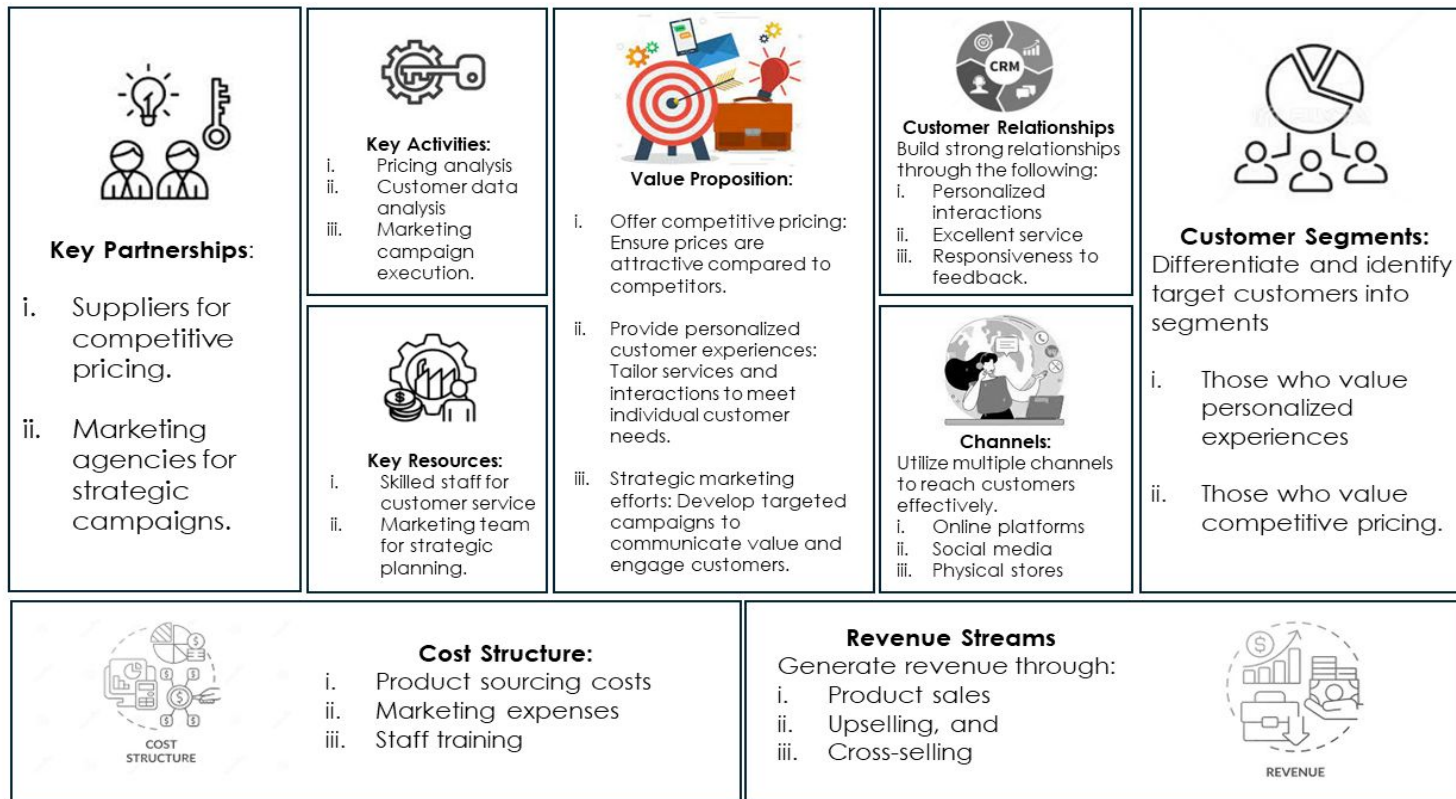 Key Partnerships:
i. Suppliers for
competitive
pricing.
ii. Marketing
agencies for
strategic
campaigns.
Key Activities:
i. Pricing analysis
ii. Customer data
analysis
iii. Marketing
campaign
execution.
Key Resources:
i. Skilled staff for
customer service
ii. Marketing team
for strategic
planning.
Value Proposition:
i. Offer competitive pricing:
Ensure prices are
attractive compared to
competitors.
ii. Provide personalized
customer experiences:
Tailor services and
interactions to meet
individual customer
needs.
iii. Strategic marketing
efforts: Develop targeted
campaigns to
communicate value and
engage customers.
CRM
Customer Relationships
Build strong relationships
through the following:
i. Personalized
interactions
ii. Excellent service
iii. Responsiveness to
feedback.
Channels:
Utilize multiple channels
to reach customers
effectively.
i. Online platforms
ii. Social media
iii. Physical stores
Customer Segments:
Differentiate and identify
target customers into
segments
i. Those who value
personalized
experiences
ii. Those who value
competitive pricing.
COST
STRUCTURE
Cost Structure:
i. Product sourcing costs
ii. Marketing expenses
iii. Staff training
Revenue Streams
Generate revenue through:
i. Product sales
ii. Upselling, and
iii. Cross-selling
REVENUE